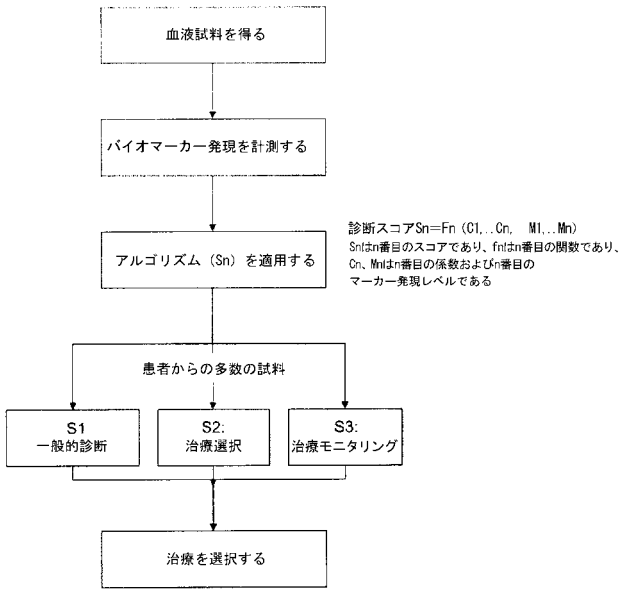 血液試料を得る
バイオマーカー発現を計測する
アルゴリズム（Sn）を適用する
診断スコアSn＝Fn（C1,..Cn, M1,..Mn）
Snはn番目のスコアであり、fnはn番目の関数であり、
Cn、Mnはn番目の係数およびn番目の
マーカー発現レベルである
患者からの多数の試料
S1
一般的診断
S2:
治療選択
S3:
治療モニタリング
治療を選択する